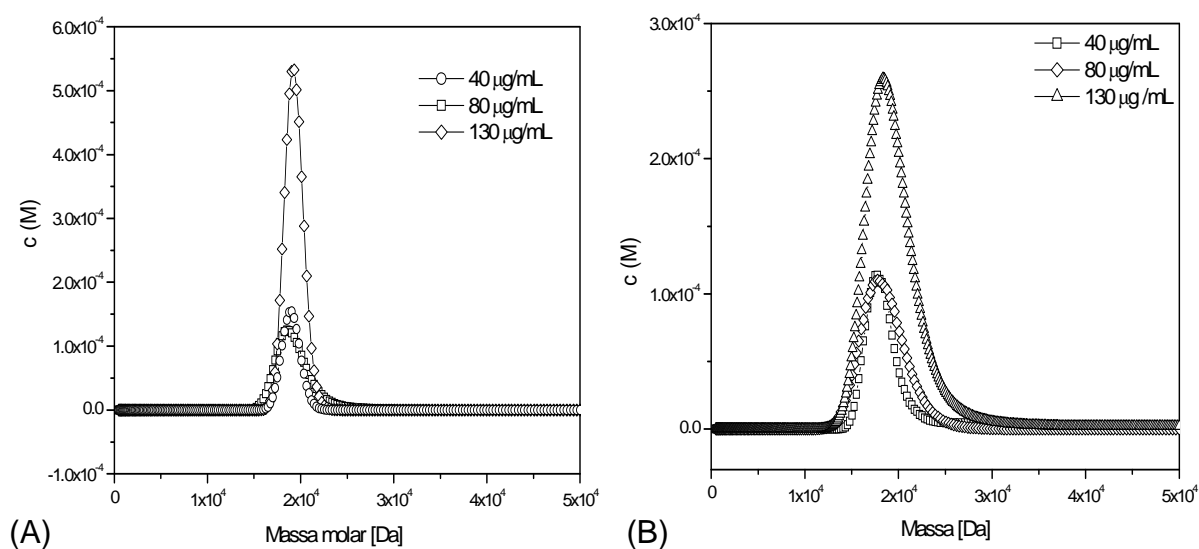 6.0x10⁻⁴
5.0x10⁻⁴
4.0x10⁻⁴
3.0x10⁻⁴
2.0x10⁻⁴
1.0x10⁻⁴
0.0
-1.0x10⁻⁴
c (M)
40 µg/mL
80 µg/mL
130 µg/mL
0 1x10⁴ 2x10⁴ 3x10⁴ 4x10⁴ 5x10⁴
Massa molar [Da]
(A)
3.0x10⁻⁴
2.0x10⁻⁴
1.0x10⁻⁴
0.0
c (M)
40 µg/mL
80 µg/mL
130 µg /mL
0 1x10⁴ 2x10⁴ 3x10⁴ 4x10⁴ 5x10⁴
Massa [Da]
(B)